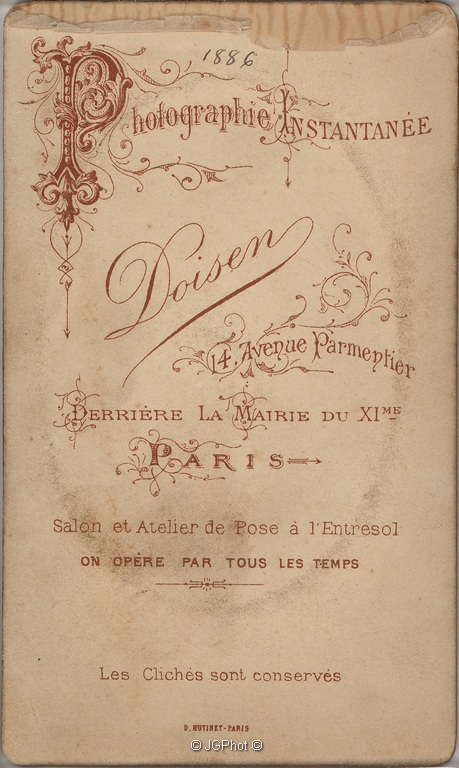 1886
Photographie Instantanée
Doisen
14. Avenue Parmentier
Derrière La Mairie du XIme
Paris
Salon et Atelier de Pose à l'Entresol
ON OPÈRE PAR TOUS LES TEMPS
Les Clichés sont conservés
D. HUTINET - PARIS
© JGPhot ©